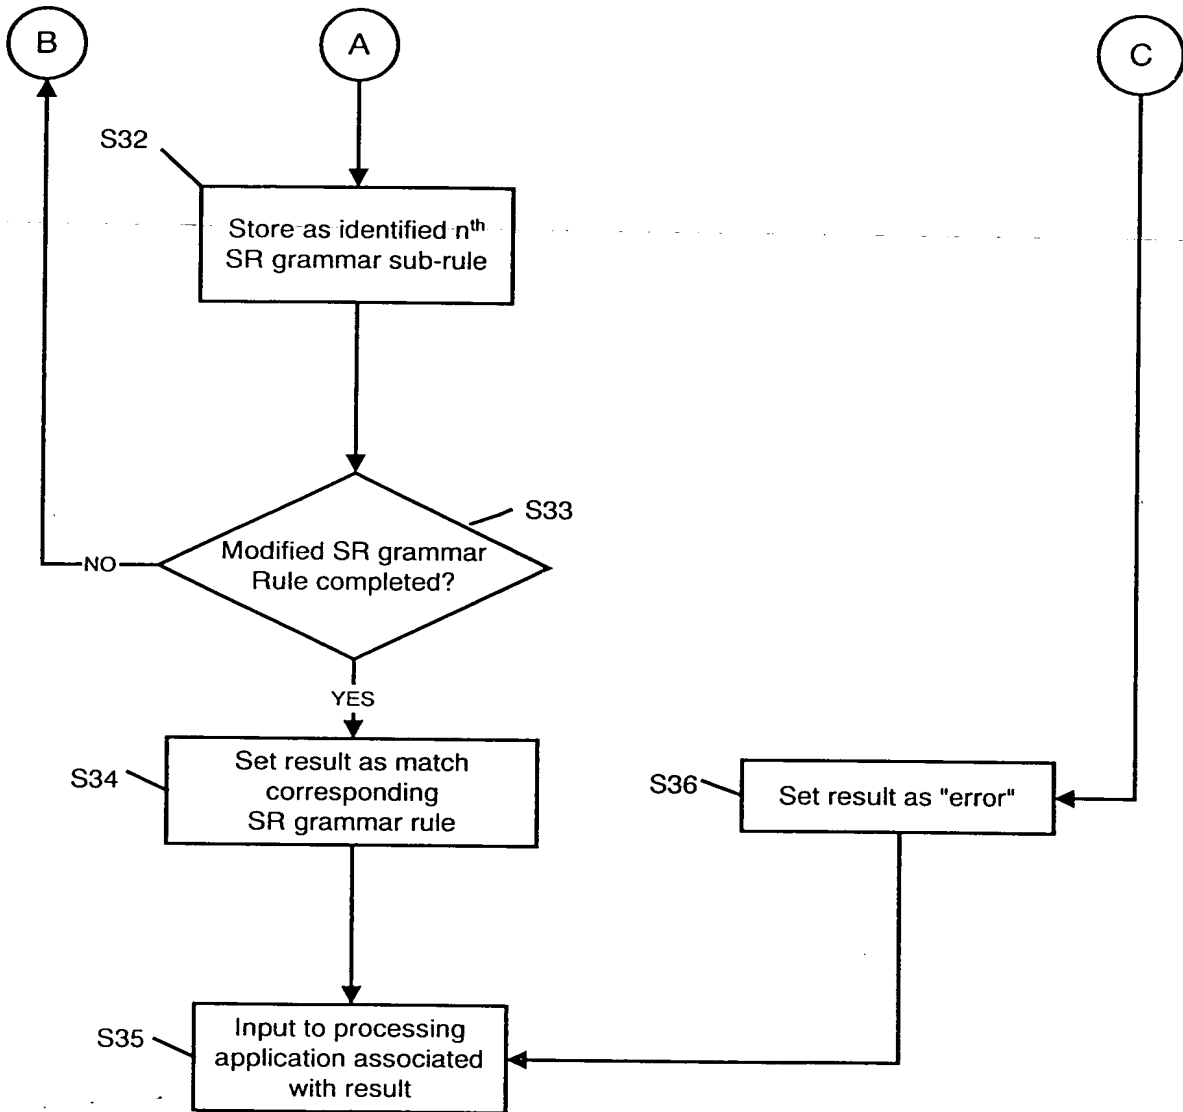 B
A
C
S32
Store as identified nth
SR grammar sub-rule
S33
Modified SR grammar
Rule completed?
NO
YES
S34
Set result as match
corresponding
SR grammar rule
S36
Set result as "error"
S35
Input to processing
application associated
with result